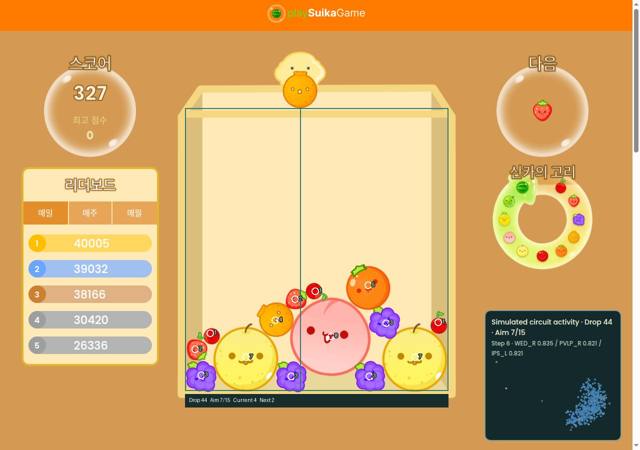 playSuikaGame
스코어
327
최고 점수
0
리더보드
매일 매주 매월
1 40005
2 39032
3 38166
4 30420
5 26336
다음
신카의 고리
Simulated circuit activity · Drop 44
· Aim 7/15
Step 6 · WED_R 0.835 / PVLP_R 0.821 /
IPS_L 0.821
Drop 44 Aim 7/15 Current 4 Next 2